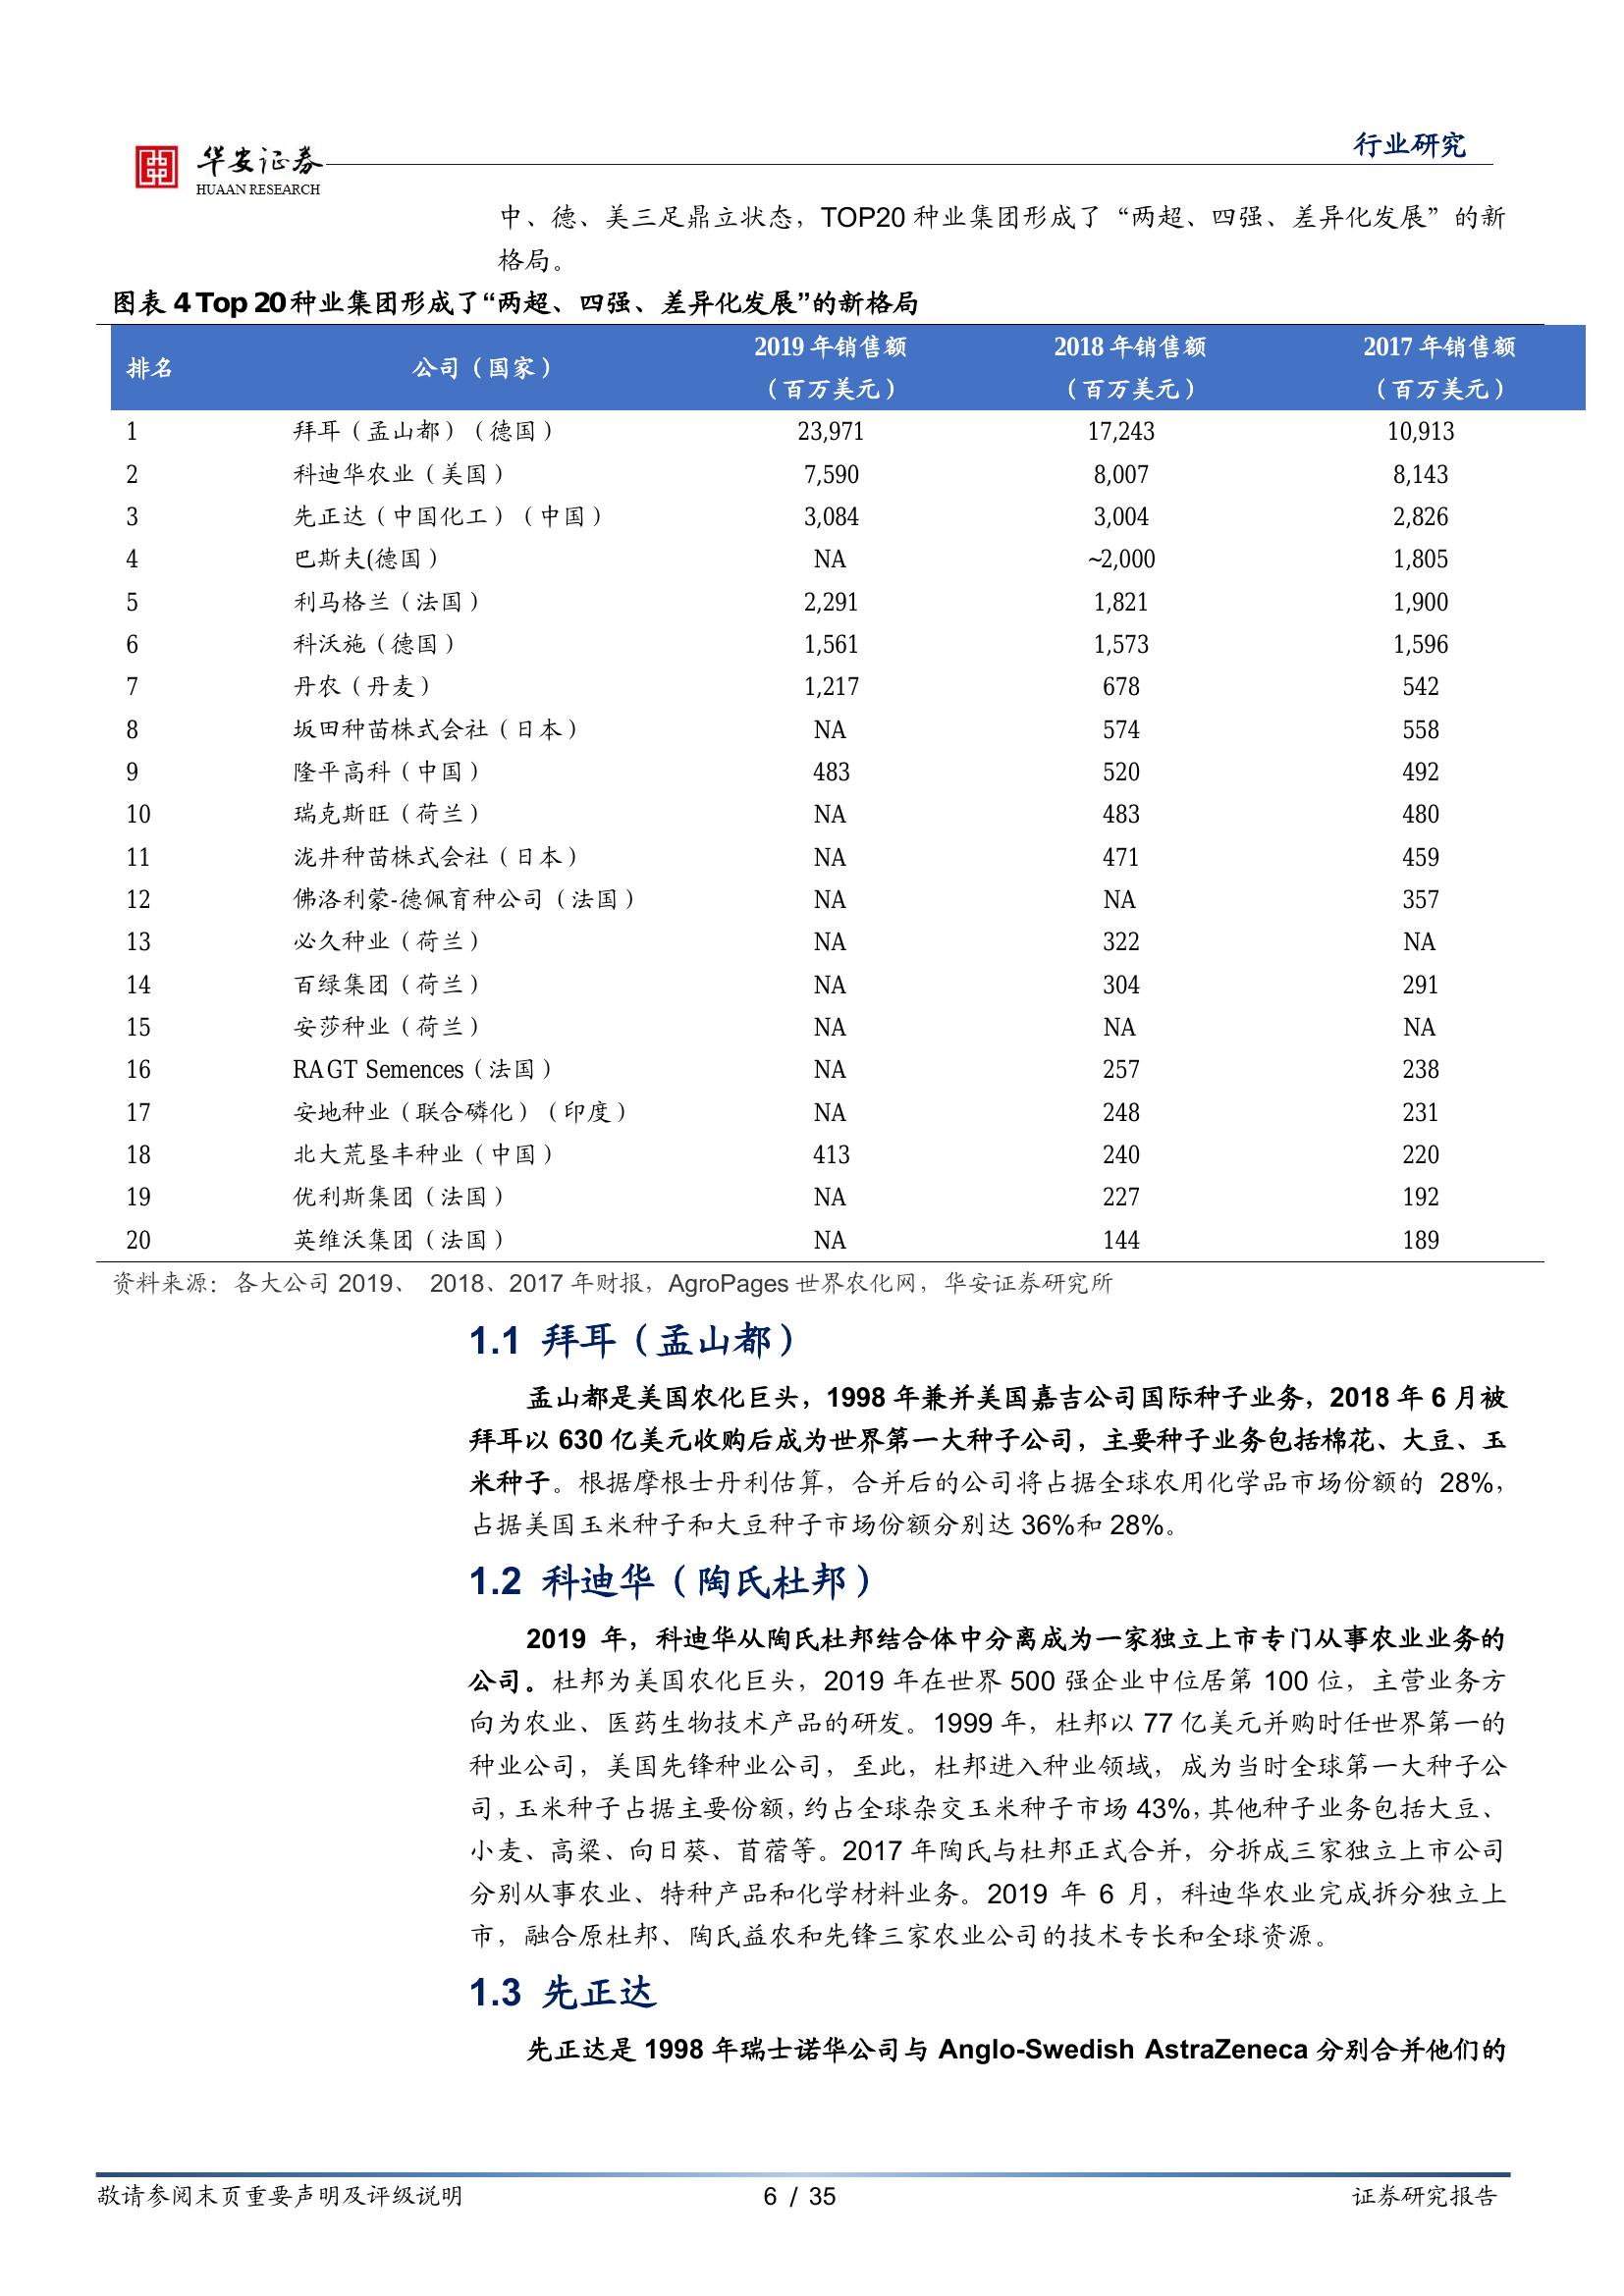 华安证券
HUAAN RESEARCH
行业研究
中、德、美三足鼎立状态，TOP20 种业集团形成了“两超、四强、差异化发展”的新
格局。
图表 4 Top 20 种业集团形成了“两超、四强、差异化发展”的新格局
排名 公司（国家） 2019 年销售额（百万美元） 2018 年销售额（百万美元） 2017 年销售额（百万美元）
1 拜耳（孟山都）（德国） 23,971 17,243 10,913
2 科迪华农业（美国） 7,590 8,007 8,143
3 先正达（中国化工）（中国） 3,084 3,004 2,826
4 巴斯夫(德国） NA ~2,000 1,805
5 利马格兰（法国） 2,291 1,821 1,900
6 科沃施（德国） 1,561 1,573 1,596
7 丹农（丹麦） 1,217 678 542
8 坂田种苗株式会社（日本） NA 574 558
9 隆平高科（中国） 483 520 492
10 瑞克斯旺（荷兰） NA 483 480
11 泷井种苗株式会社（日本） NA 471 459
12 佛洛利蒙-德佩育种公司（法国） NA NA 357
13 必久种业（荷兰） NA 322 NA
14 百绿集团（荷兰） NA 304 291
15 安莎种业（荷兰） NA NA NA
16 RAGT Semences（法国） NA 257 238
17 安地种业（联合磷化）（印度） NA 248 231
18 北大荒垦丰种业（中国） 413 240 220
19 优利斯集团（法国） NA 227 192
20 英维沃集团（法国） NA 144 189
资料来源：各大公司 2019、 2018、2017 年财报，AgroPages 世界农化网，华安证券研究所
1.1 拜耳（孟山都）
孟山都是美国农化巨头，1998 年兼并美国嘉吉公司国际种子业务，2018 年 6 月被
拜耳以 630 亿美元收购后成为世界第一大种子公司，主要种子业务包括棉花、大豆、玉
米种子。根据摩根士丹利估算，合并后的公司将占据全球农用化学品市场份额的 28%，
占据美国玉米种子和大豆种子市场份额分别达 36%和 28%。
1.2 科迪华（陶氏杜邦）
2019 年，科迪华从陶氏杜邦结合体中分离成为一家独立上市专门从事农业业务的
公司。杜邦为美国农化巨头，2019 年在世界 500 强企业中位居第 100 位，主营业务方
向为农业、医药生物技术产品的研发。1999 年，杜邦以 77 亿美元并购时任世界第一的
种业公司，美国先锋种业公司，至此，杜邦进入种业领域，成为当时全球第一大种子公
司，玉米种子占据主要份额，约占全球杂交玉米种子市场 43%，其他种子业务包括大豆、
小麦、高粱、向日葵、苜蓿等。2017 年陶氏与杜邦正式合并，分拆成三家独立上市公司
分别从事农业、特种产品和化学材料业务。2019 年 6 月，科迪华农业完成拆分独立上
市，融合原杜邦、陶氏益农和先锋三家农业公司的技术专长和全球资源。
1.3 先正达
先正达是 1998 年瑞士诺华公司与 Anglo-Swedish AstraZeneca 分别合并他们的
敬请参阅末页重要声明及评级说明 6 / 35 证券研究报告